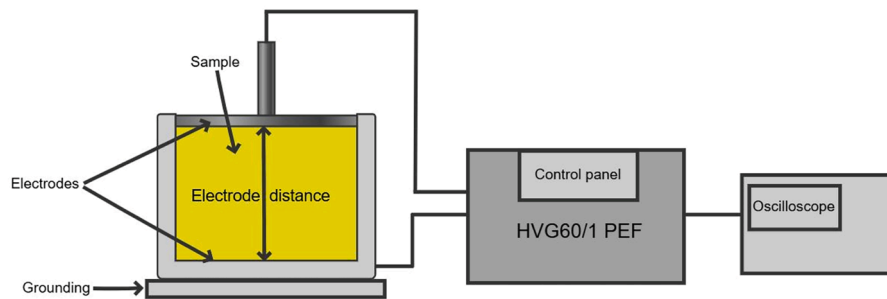 Sample
Electrodes
Electrode distance
Grounding
Control panel
HVG60/1 PEF
Oscilloscope